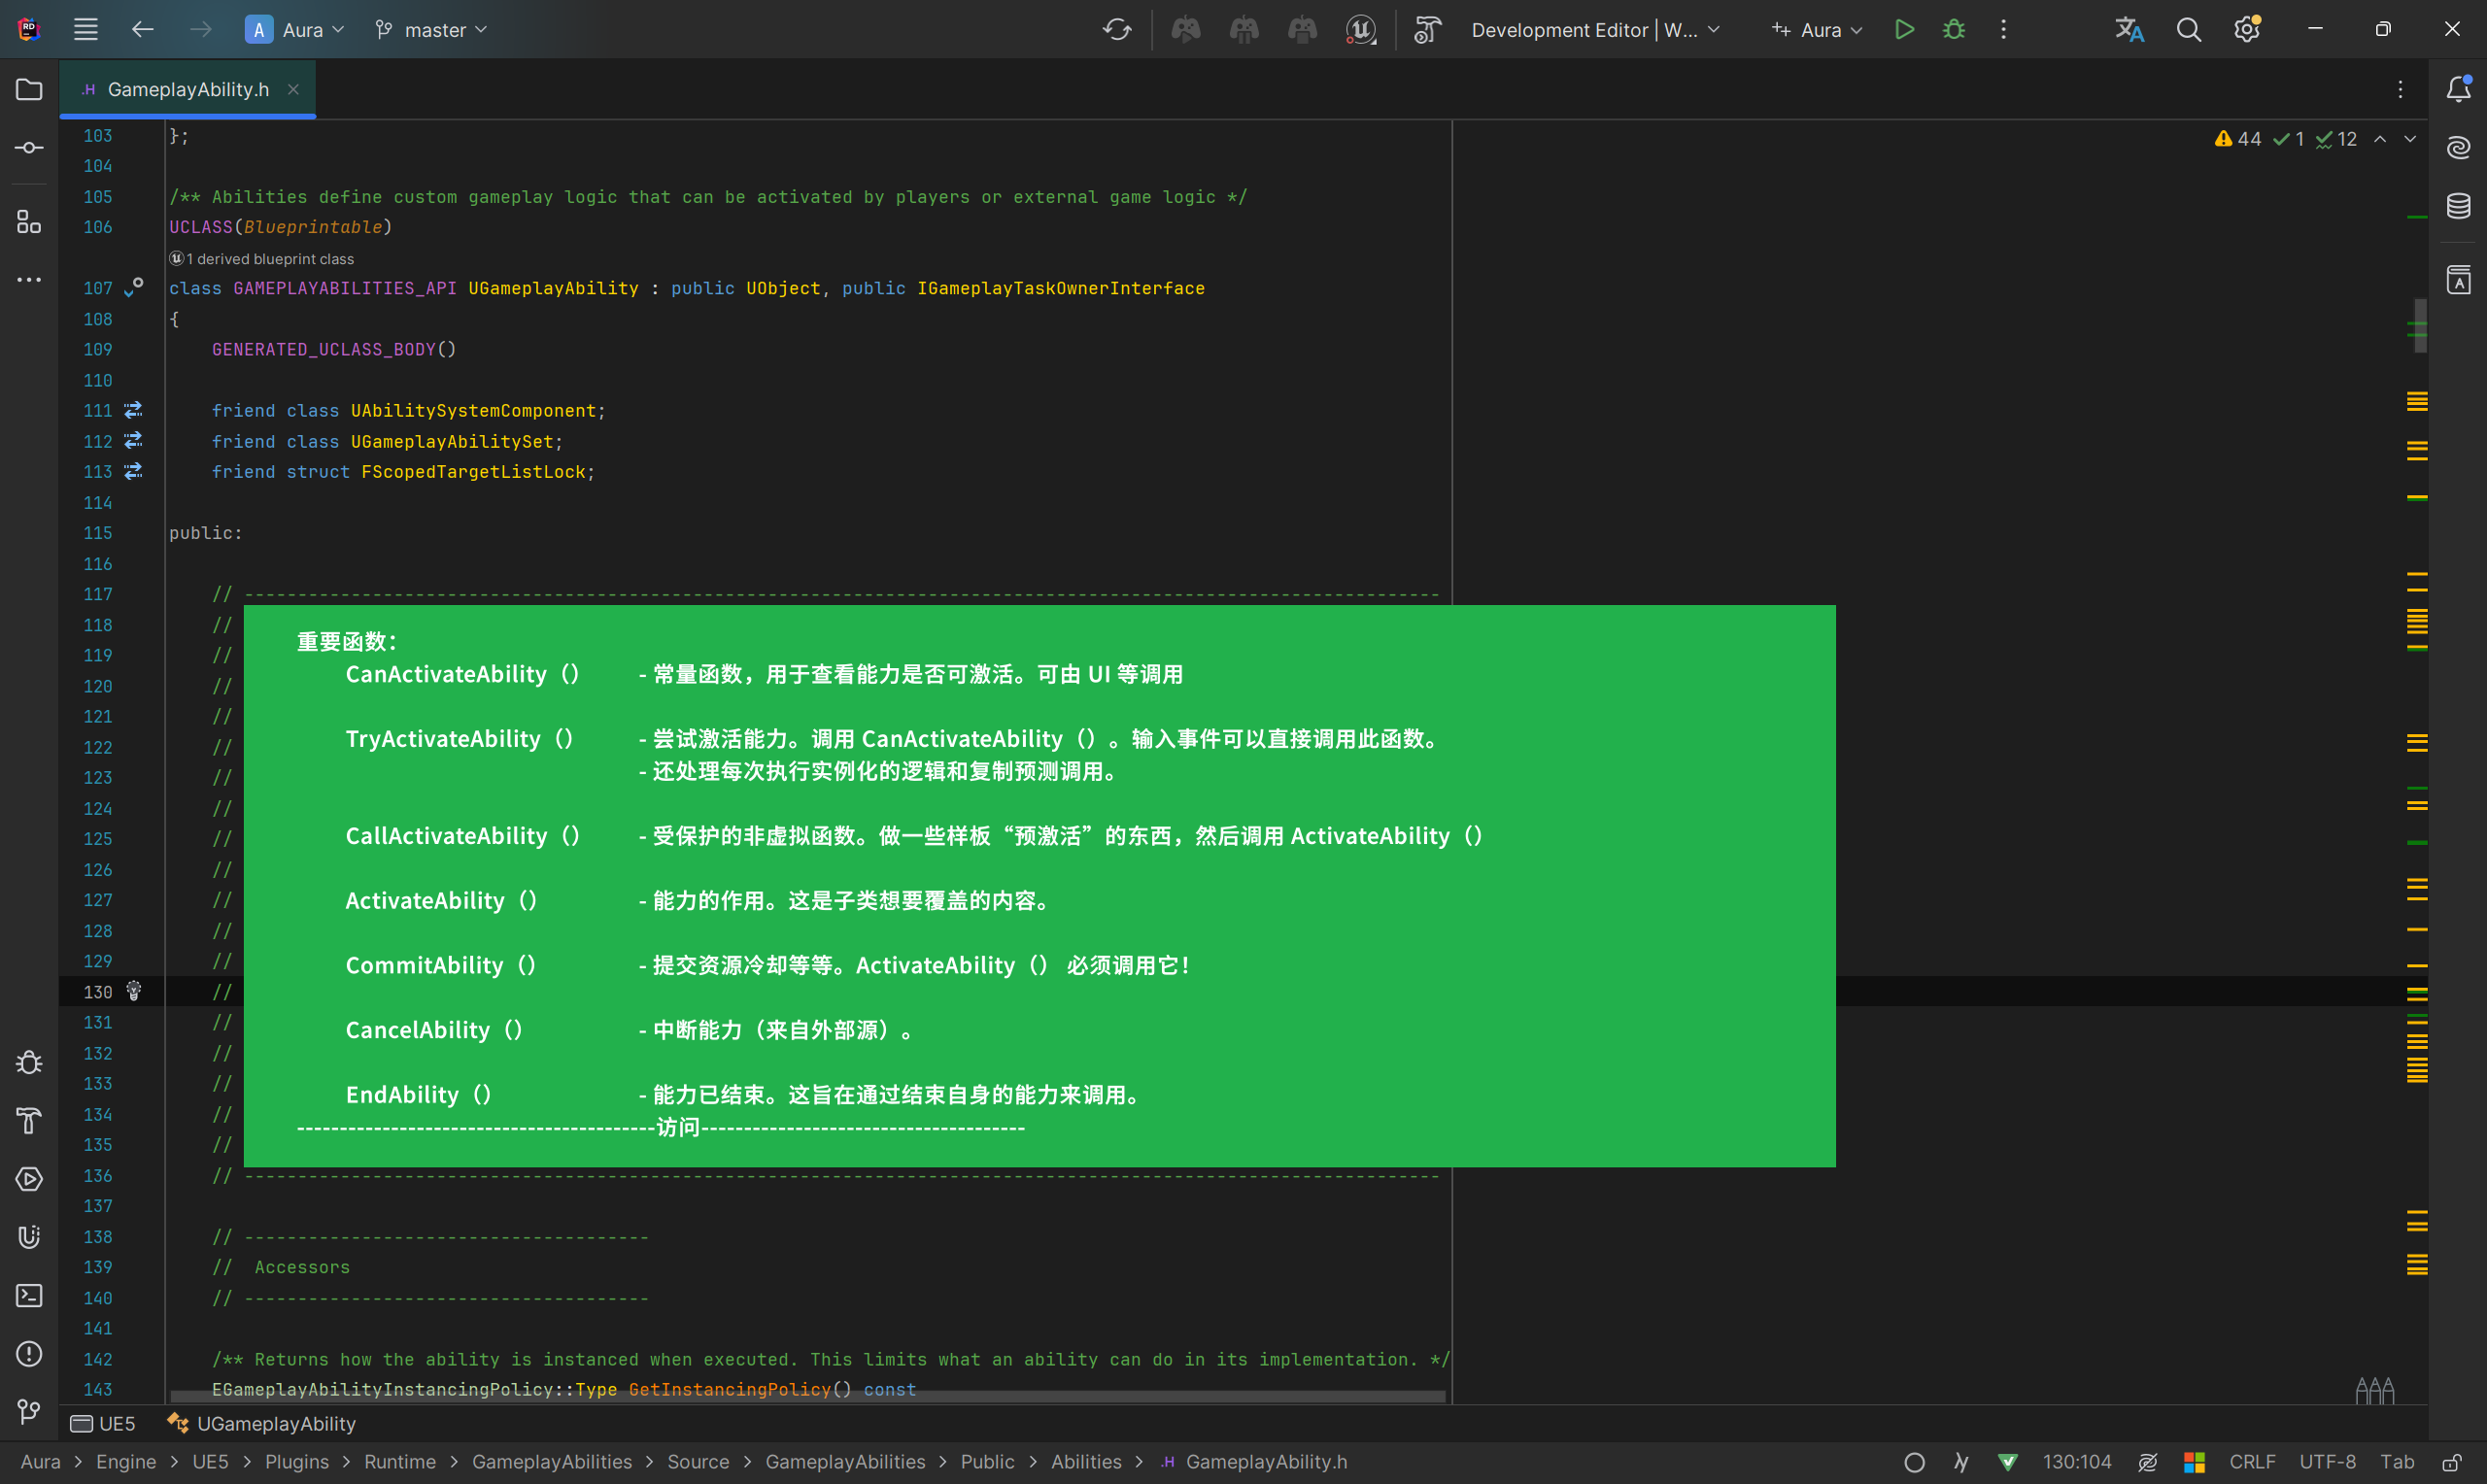 A Aura master Development Editor | W... Aura
.H GameplayAbility.h
44 1 12
103 };
104
105 /** Abilities define custom gameplay logic that can be activated by players or external game logic */
106 UCLASS(Blueprintable)
1 derived blueprint class
107 class GAMEPLAYABILITIES_API UGameplayAbility : public UObject, public IGameplayTaskOwnerInterface
108 {
109 GENERATED_UCLASS_BODY()
110
111 friend class UAbilitySystemComponent;
112 friend class UGameplayAbilitySet;
113 friend struct FScopedTargetListLock;
114
115 public:
116
117 // ----------------------------------------------------------------------------------------------------------------
118 //
重要函数：
119 //
CanActivateAbility（） - 常量函数，用于查看能力是否可激活。可由 UI 等调用
120 //
121 //
122 //
TryActivateAbility（） - 尝试激活能力。调用 CanActivateAbility（）。输入事件可以直接调用此函数。
123 //
- 还处理每次执行实例化的逻辑和复制预测调用。
124 //
125 //
CallActivateAbility（） - 受保护的非虚拟函数。做一些样板“预激活”的东西，然后调用 ActivateAbility（）
126 //
127 //
ActivateAbility（） - 能力的作用。这是子类想要覆盖的内容。
128 //
129 //
CommitAbility（） - 提交资源冷却等等。ActivateAbility（） 必须调用它！
130 //
131 //
CancelAbility（） - 中断能力（来自外部源）。
132 //
133 //
EndAbility（） - 能力已结束。这旨在通过结束自身的能力来调用。
134 //
------------------------------------------访问--------------------------------------
135 //
136 // ----------------------------------------------------------------------------------------------------------------
137
138 // --------------------------------------
139 // Accessors
140 // --------------------------------------
141
142 /** Returns how the ability is instanced when executed. This limits what an ability can do in its implementation. */
143 EGameplayAbilityInstancingPolicy::Type GetInstancingPolicy() const
UE5 UGameplayAbility
Aura > Engine > UE5 > Plugins > Runtime > GameplayAbilities > Source > GameplayAbilities > Public > Abilities > .H GameplayAbility.h 130:104 CRLF UTF-8 Tab